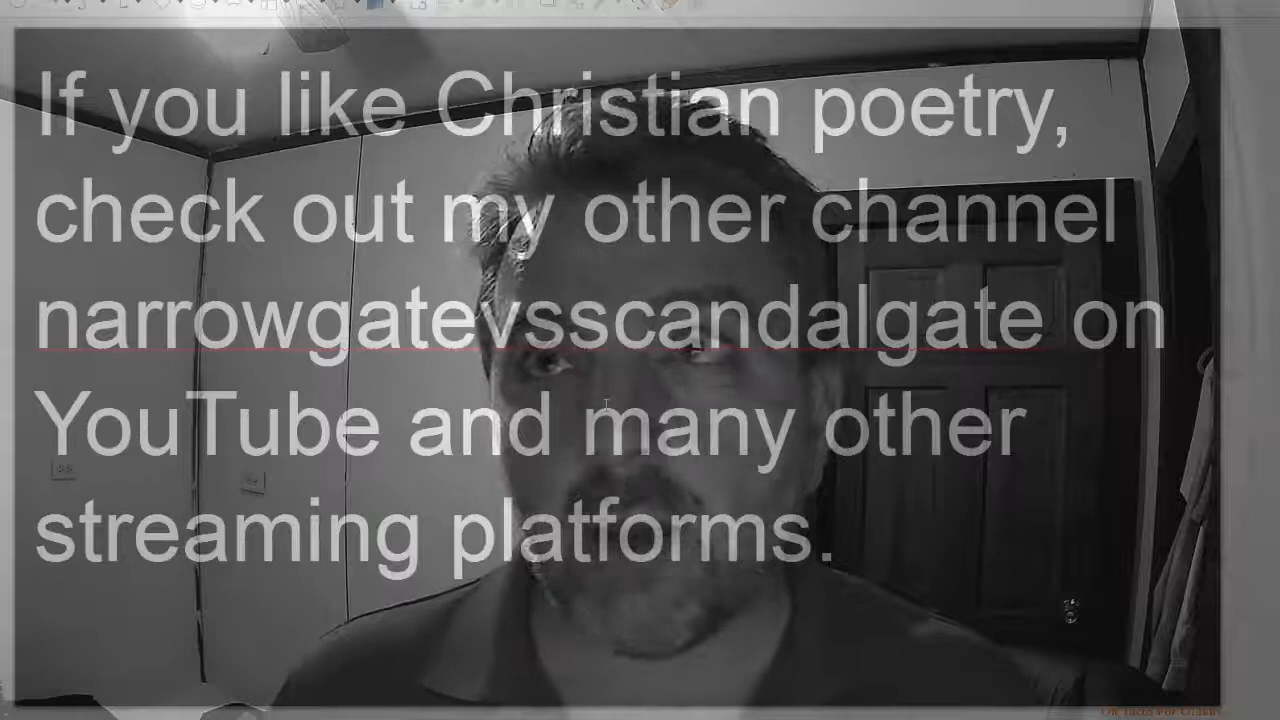 If you like Christian poetry,
check out my other channel
narrowgatevsscandalgate on
YouTube and many other
streaming platforms.